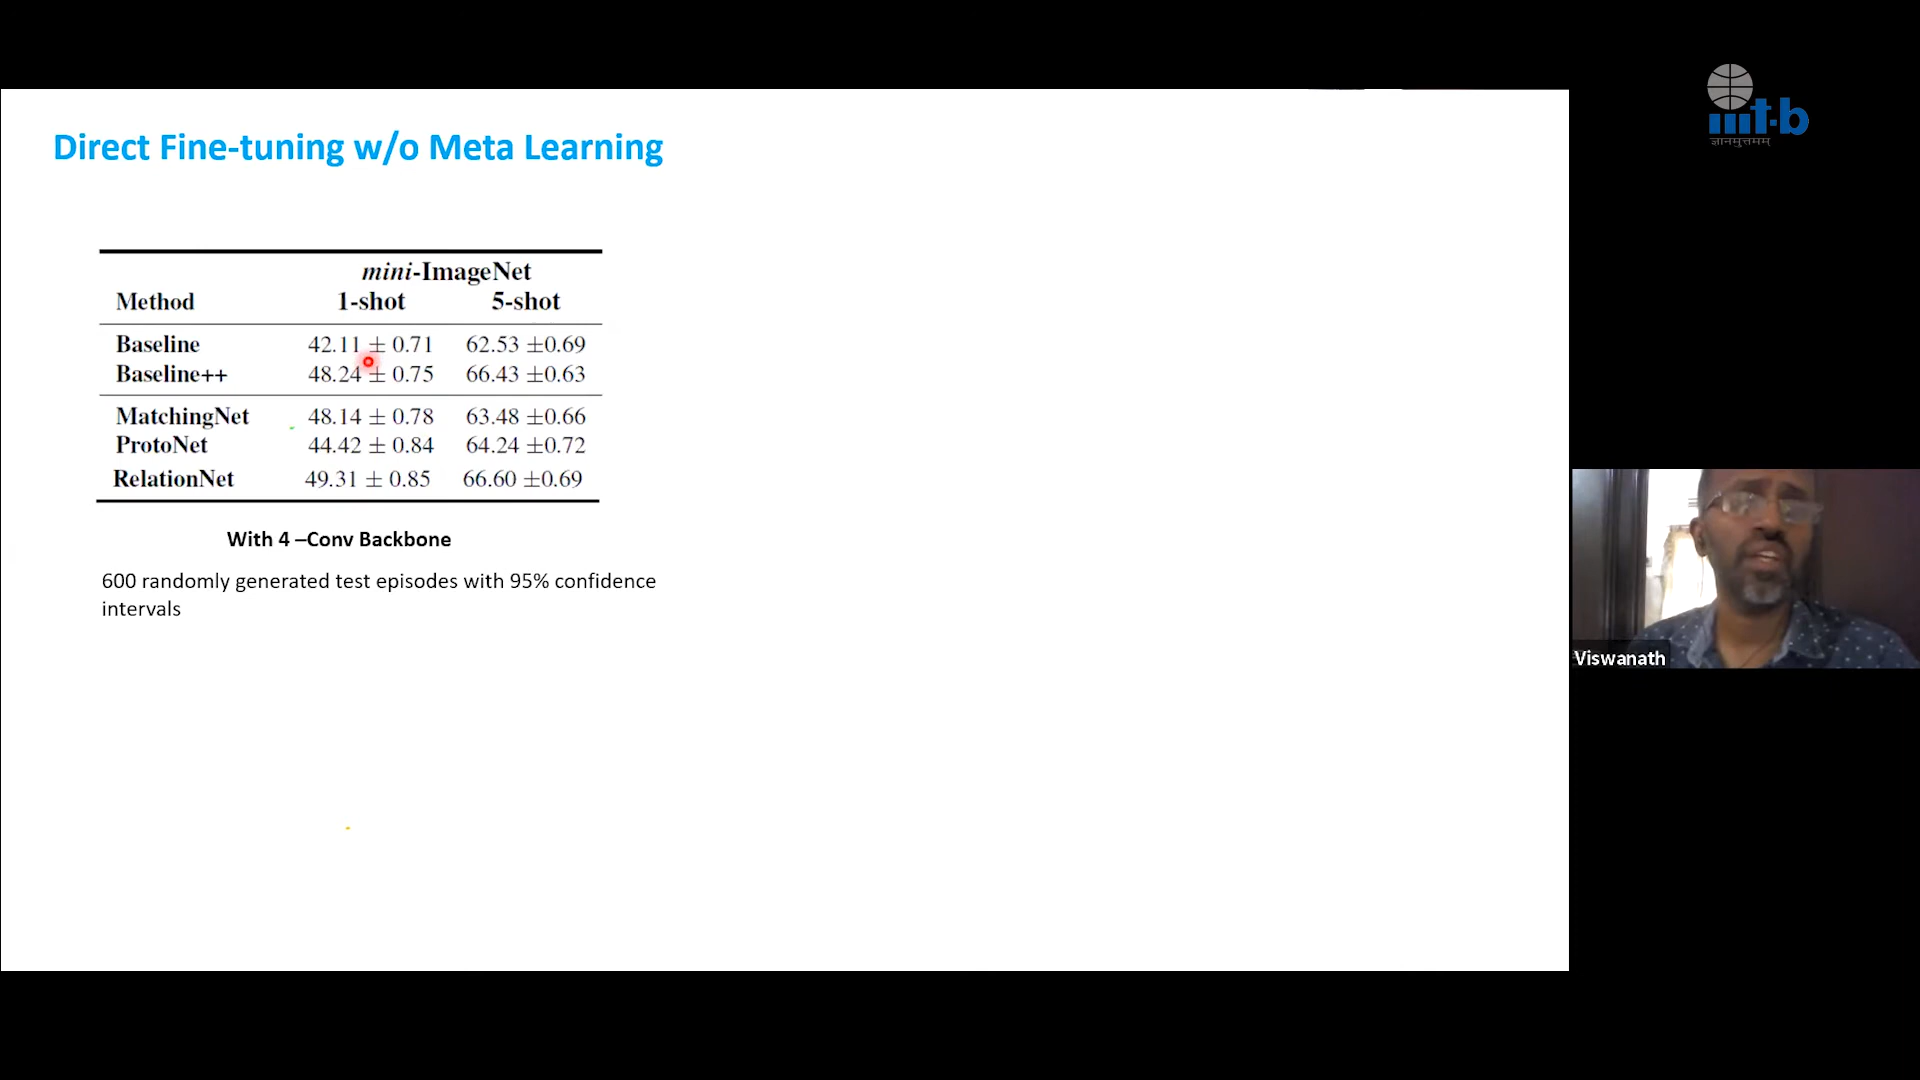 Direct Fine-tuning w/o Meta Learning
mini-ImageNet
Method 1-shot 5-shot
Baseline 42.11 ± 0.71 62.53 ±0.69
Baseline++ 48.24 ± 0.75 66.43 ±0.63
MatchingNet 48.14 ± 0.78 63.48 ±0.66
ProtoNet 44.42 ± 0.84 64.24 ±0.72
RelationNet 49.31 ± 0.85 66.60 ±0.69
With 4 –Conv Backbone
600 randomly generated test episodes with 95% confidence
intervals
iiit-b
ज्ञानमुत्तमम्
Viswanath